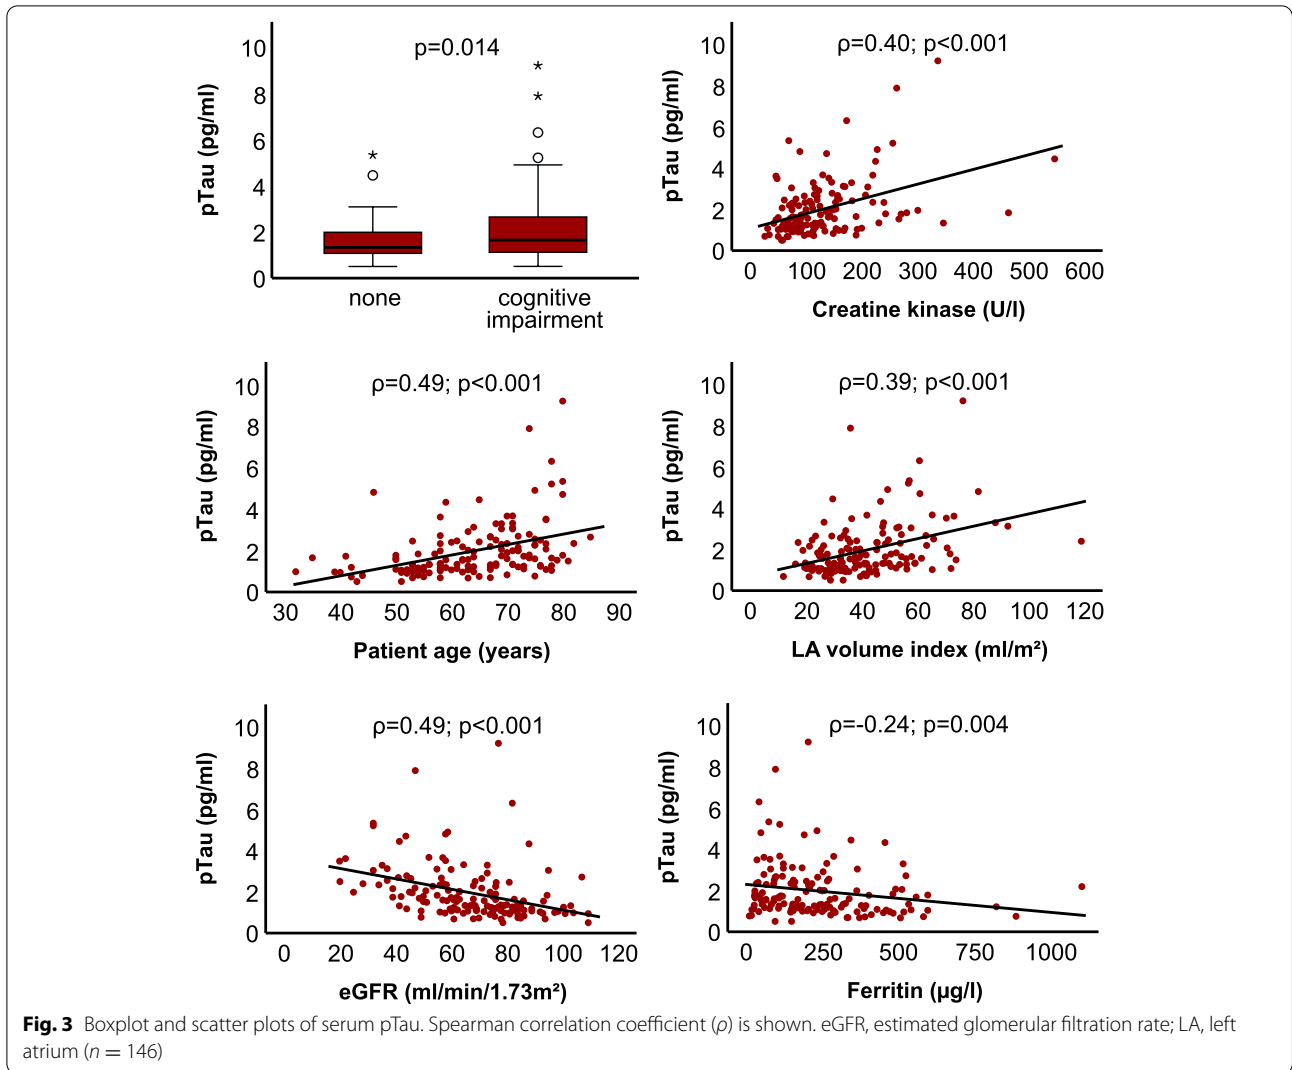 p=0.014
pTau (pg/ml)
10
8
6
4
2
0
none
cognitive
impairment
ρ=0.40; p<0.001
pTau (pg/ml)
10
8
6
4
2
0
0 100 200 300 400 500 600
Creatine kinase (U/l)
ρ=0.49; p<0.001
pTau (pg/ml)
10
8
6
4
2
0
30 40 50 60 70 80 90
Patient age (years)
ρ=0.39; p<0.001
pTau (pg/ml)
10
8
6
4
2
0
0 20 40 60 80 100 120
LA volume index (ml/m²)
ρ=0.49; p<0.001
pTau (pg/ml)
10
8
6
4
2
0
0 20 40 60 80 100 120
eGFR (ml/min/1.73m²)
ρ=-0.24; p=0.004
pTau (pg/ml)
10
8
6
4
2
0
0 250 500 750 1000
Ferritin (µg/l)
Fig. 3 Boxplot and scatter plots of serum pTau. Spearman correlation coefficient (ρ) is shown. eGFR, estimated glomerular filtration rate; LA, left
atrium (n = 146)